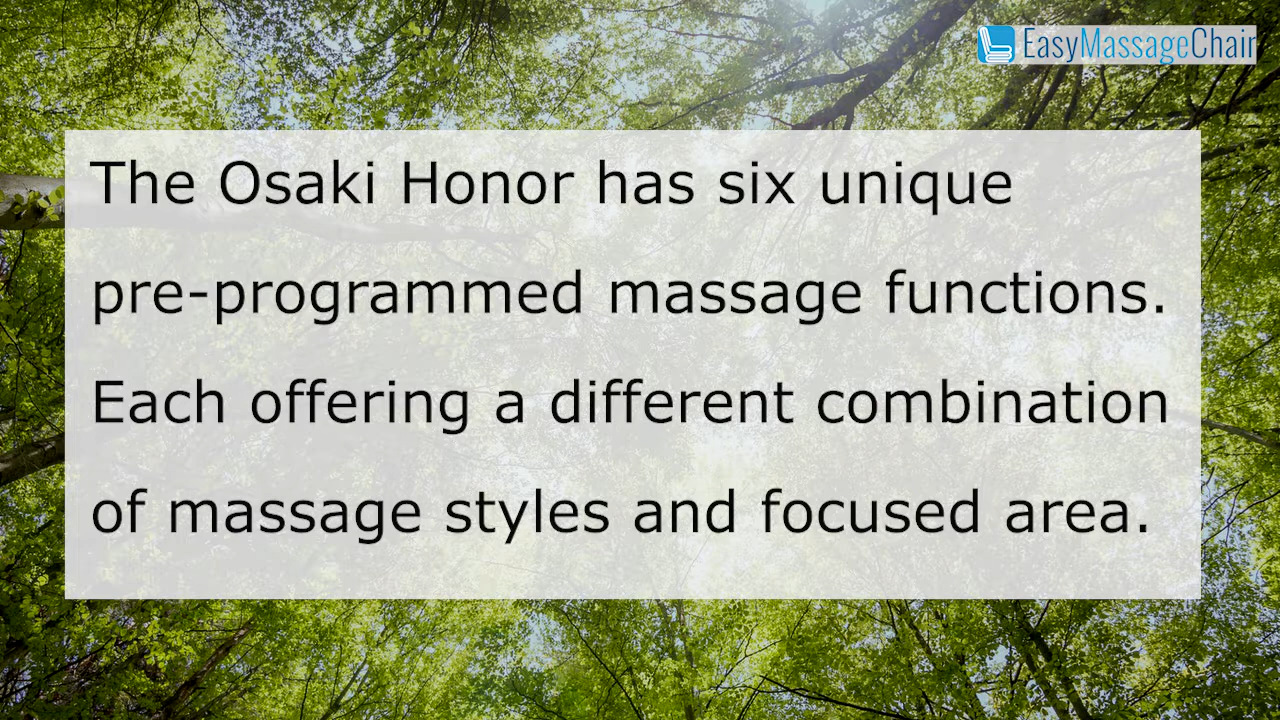 EasyMassageChair
The Osaki Honor has six unique
pre-programmed massage functions.
Each offering a different combination
of massage styles and focused area.